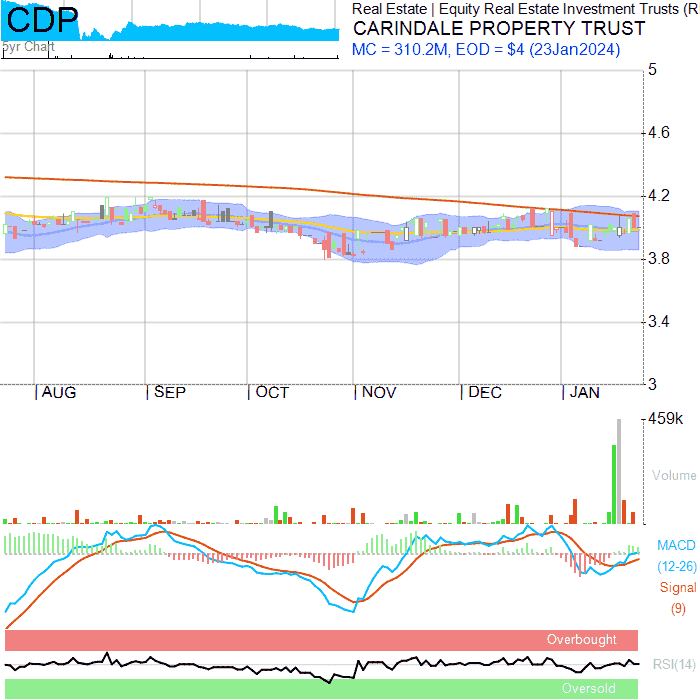 CDP
5yr Chart
Real Estate | Equity Real Estate Investment Trusts (R
CARINDALE PROPERTY TRUST
MC = 310.2M, EOD = $4 (23Jan2024)
5
4.6
4.2
3.8
3.4
3
AUG SEP OCT NOV DEC JAN
459k
Volume
MACD
(12-26)
Signal
(9)
Overbought
RSI(14)
Oversold